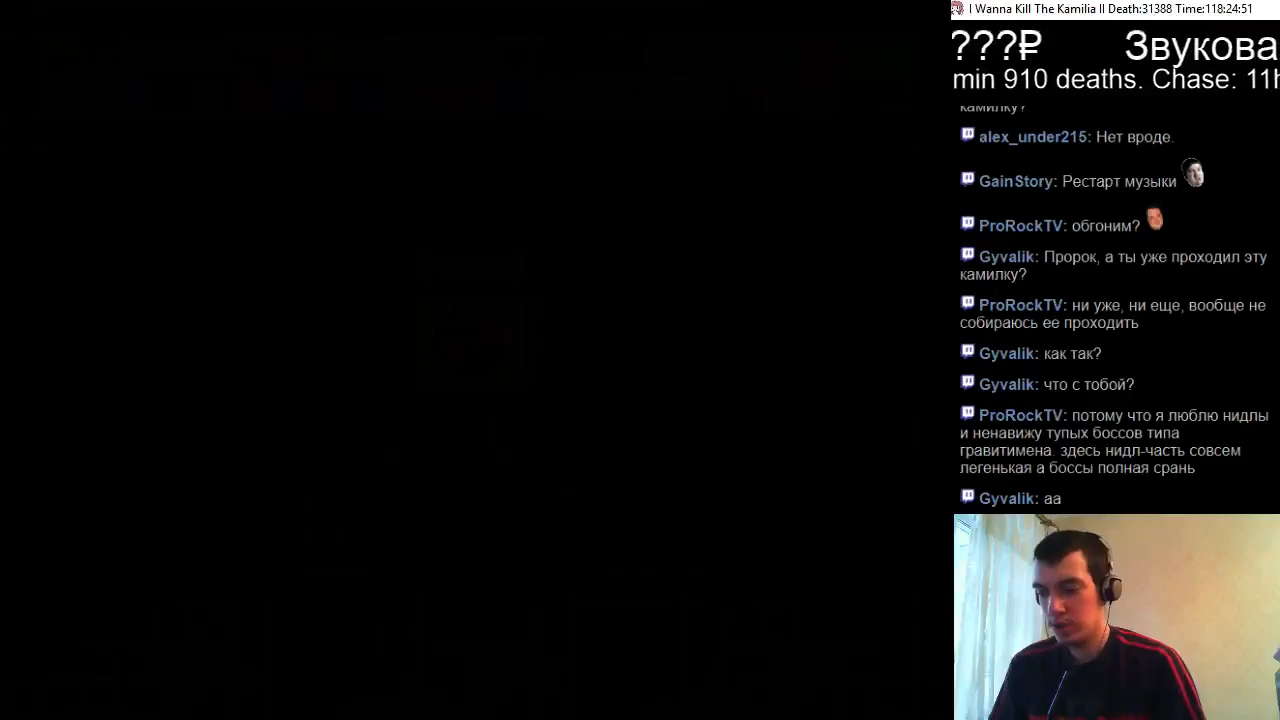 I Wanna Kill The Kamilia II Death:31388 Time:118:24:51
???₽ Звукова
min 910 deaths. Chase: 11h
камилку?
alex_under215: Нет вроде.
GainStory: Рестарт музыки
ProRockTV: обгоним?
Gyvalik: Пророк, а ты уже проходил эту
камилку?
ProRockTV: ни уже, ни еще, вообще не
собираюсь ее проходить
Gyvalik: как так?
Gyvalik: что с тобой?
ProRockTV: потому что я люблю нидлы
и ненавижу тупых боссов типа
гравитимена. здесь нидл-часть совсем
легенькая а боссы полная срань
Gyvalik: аа